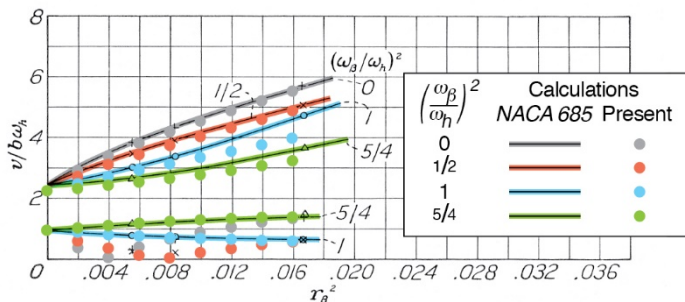 8
6
4
2
0
v/bω_h
(ω_β/ω_h)²
1/2
0
1
5/4
5/4
1
0 .004 .008 .012 .016 .020 .024 .028 .032 .036
r_β²
(ω_β/ω_h)² Calculations
NACA 685 Present
0
1/2
1
5/4